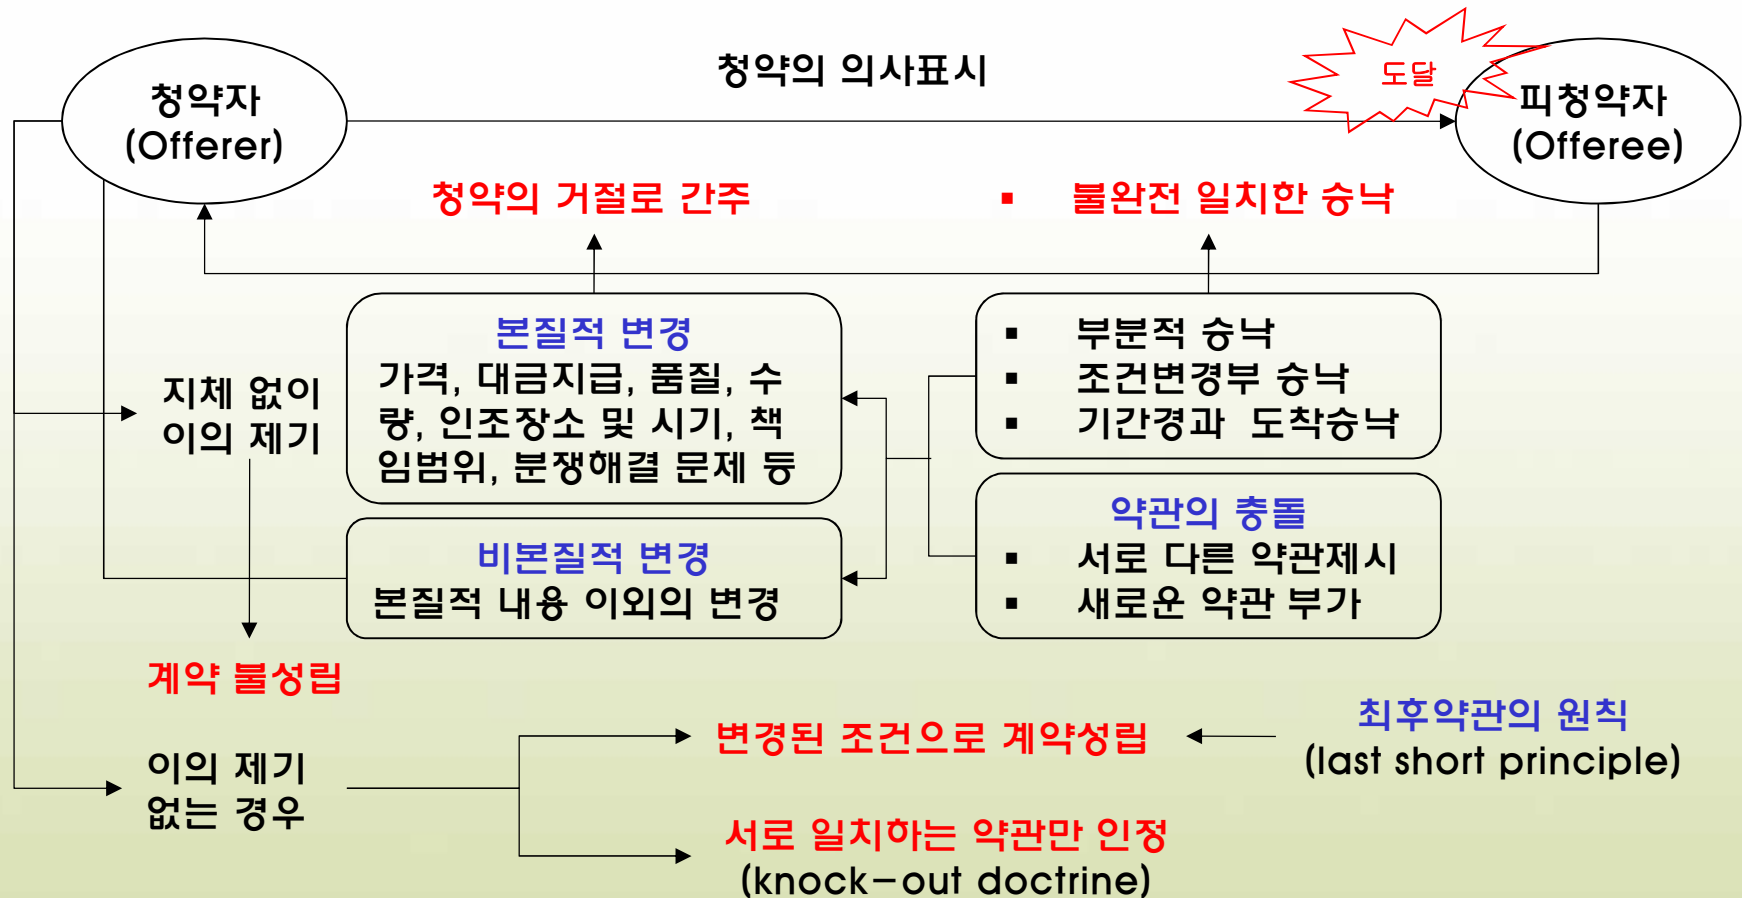 청약의 의사표시
도달
청약자
(Offerer)
피청약자
(Offeree)
청약의 거절로 간주
▪ 불완전 일치한 승낙
본질적 변경
가격, 대금지급, 품질, 수
량, 인조장소 및 시기, 책
임범위, 분쟁해결 문제 등
▪ 부분적 승낙
▪ 조건변경부 승낙
▪ 기간경과 도착승낙
지체 없이
이의 제기
비본질적 변경
본질적 내용 이외의 변경
약관의 충돌
▪ 서로 다른 약관제시
▪ 새로운 약관 부가
계약 불성립
변경된 조건으로 계약성립
최후약관의 원칙
(last short principle)
이의 제기
없는 경우
서로 일치하는 약관만 인정
(knock-out doctrine)